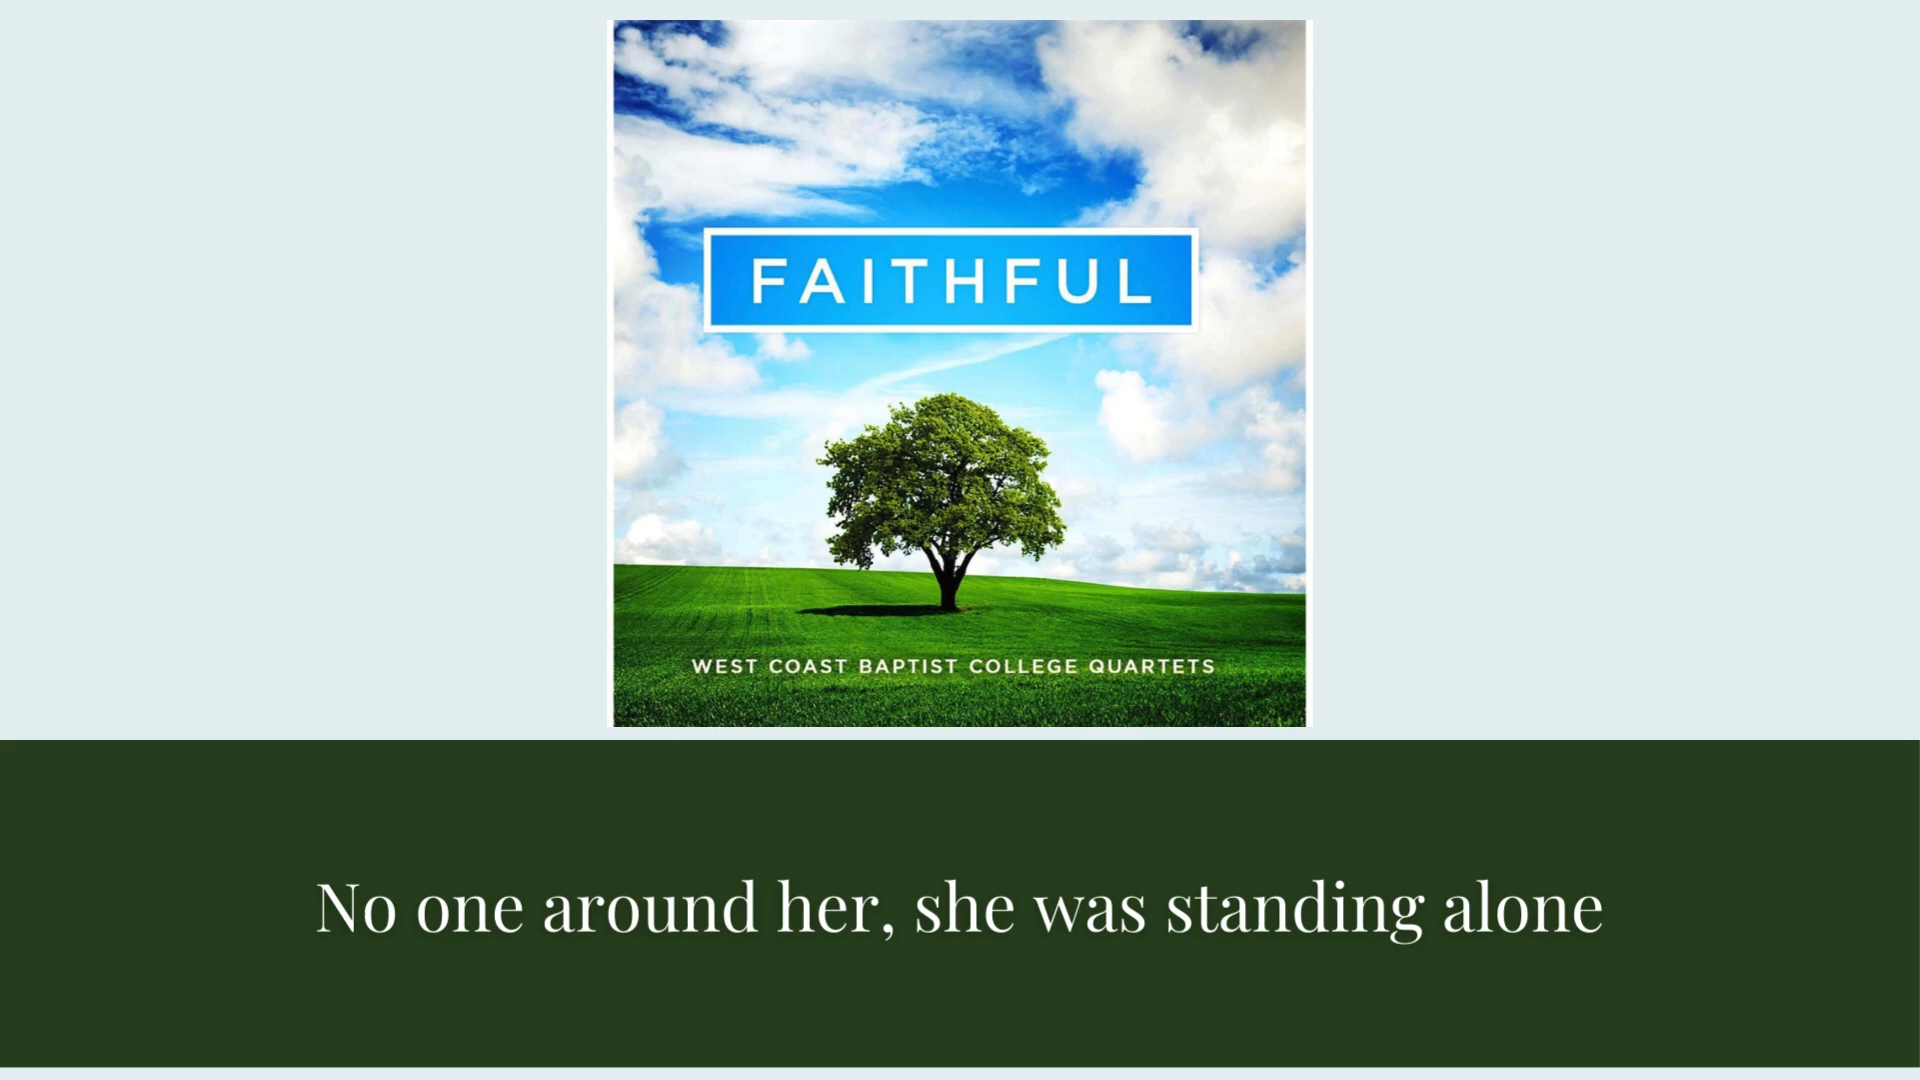 FAITHFUL
WEST COAST BAPTIST COLLEGE QUARTETS
No one around her, she was standing alone